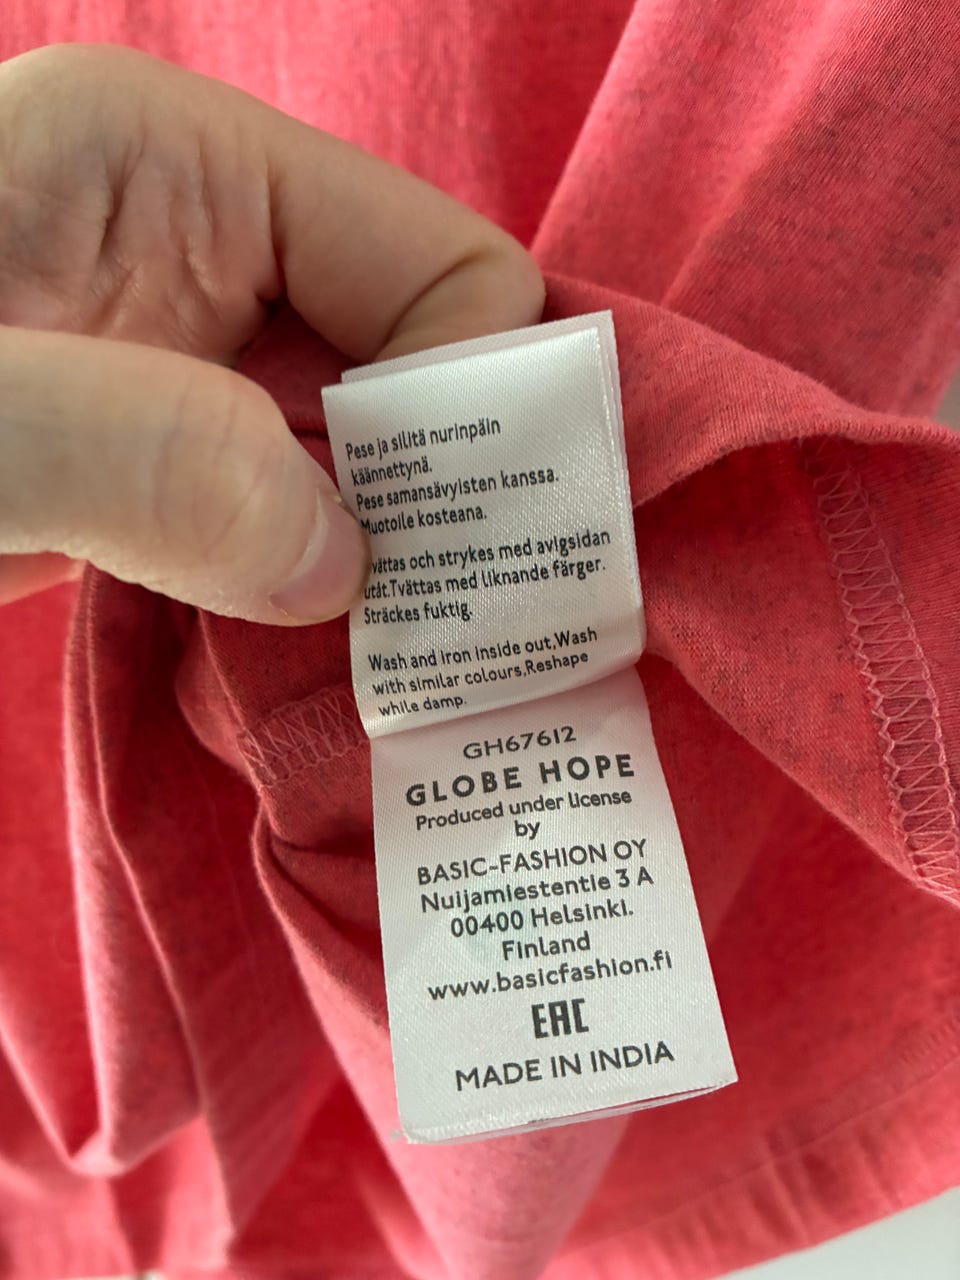 Pese ja silitä nurinpäin
käännettynä.
Pese samansävyisten kanssa.
Muotoile kosteana.
och strykes med avigsidan
utåt.Tvättas med liknande färger.
Sträckes fuktig.
Wash and iron inside out,Wash
with similar colours,Reshape
while damp.
GH67612
GLOBE HOPE
Produced under license
by
BASIC-FASHION OY
Nuijamiestentie 3 A
00400 Helsinki.
Finland
www.basicfashion.fi
EAC
MADE IN INDIA